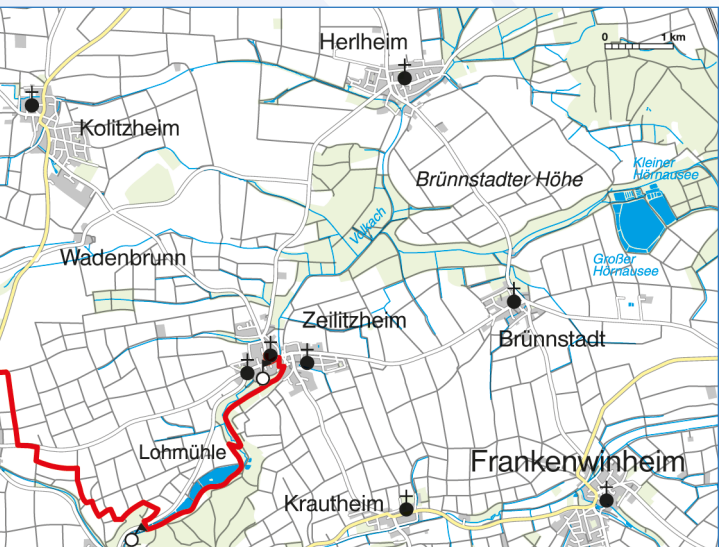 Herlheim
0 1 km
Kolitzheim
Kleiner
Hörnausee
Brünnstadter Höhe
Volkach
Wadenbrunn
Großer
Hörnausee
Zeilitzheim
Brünnstadt
Lohmühle
Frankenwinheim
Krautheim